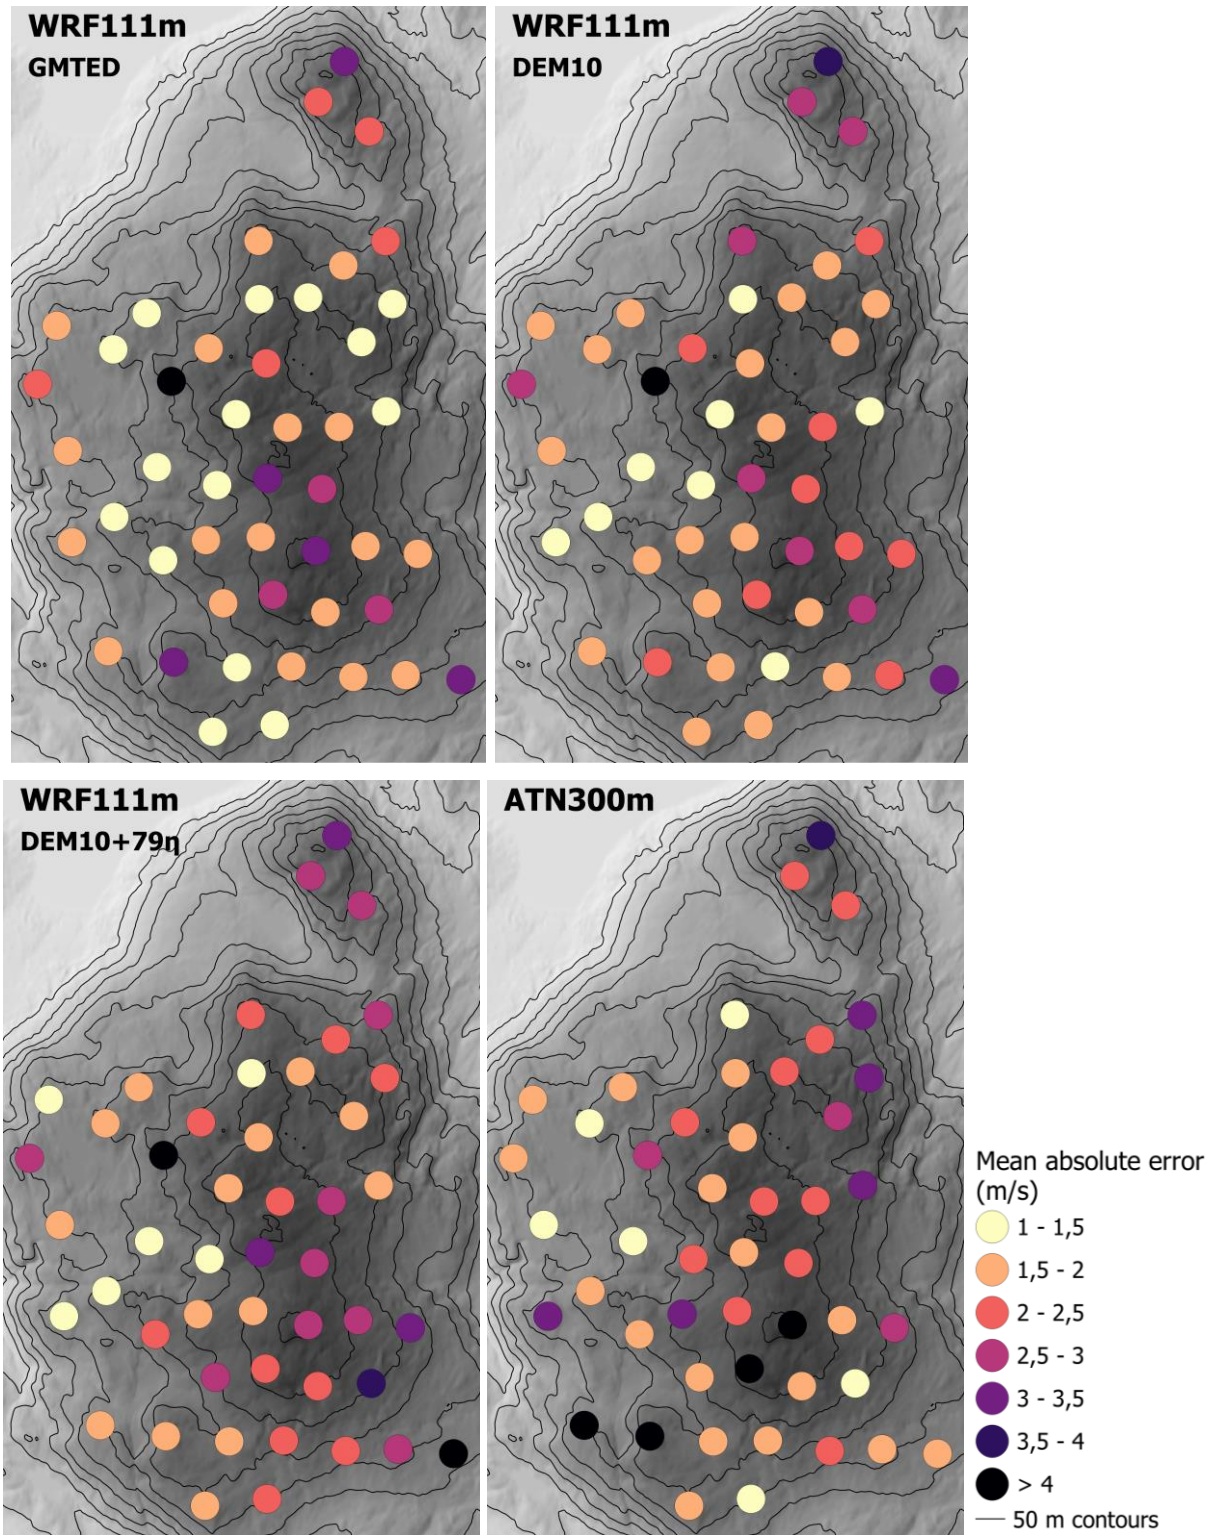 WRF111m
GMTED
WRF111m
DEM10
WRF111m
DEM10+79η
ATN300m
Mean absolute error
(m/s)
1 - 1,5
1,5 - 2
2 - 2,5
2,5 - 3
3 - 3,5
3,5 - 4
> 4
50 m contours